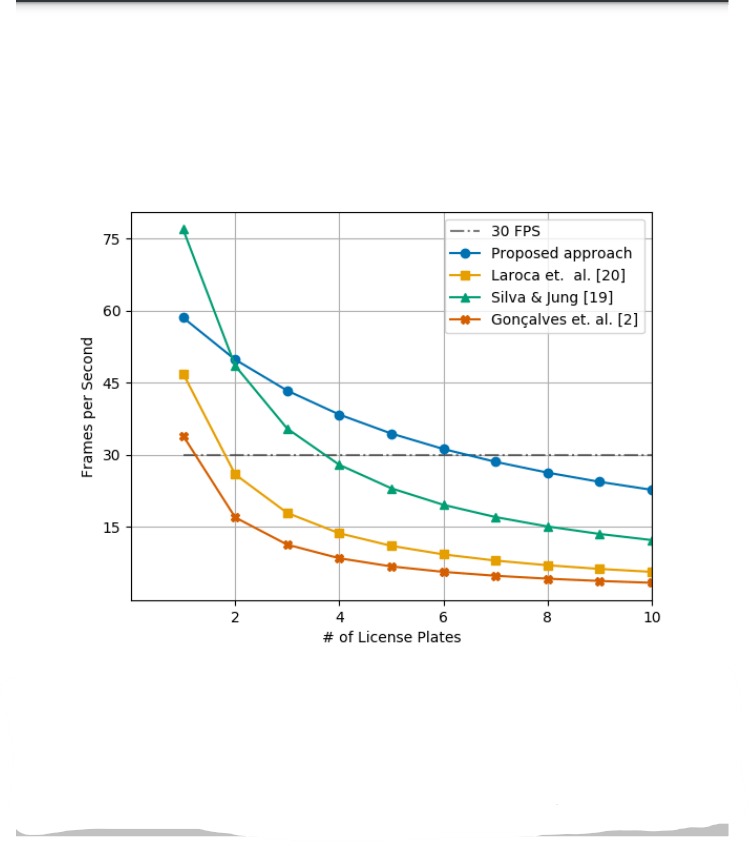 30 FPS
Proposed approach
Laroca et.  al. [20]
Silva & Jung [19]
Gonçalves et. al. [2]
75
60
45
30
15
Frames per Second
2 4 6 8 10
# of License Plates